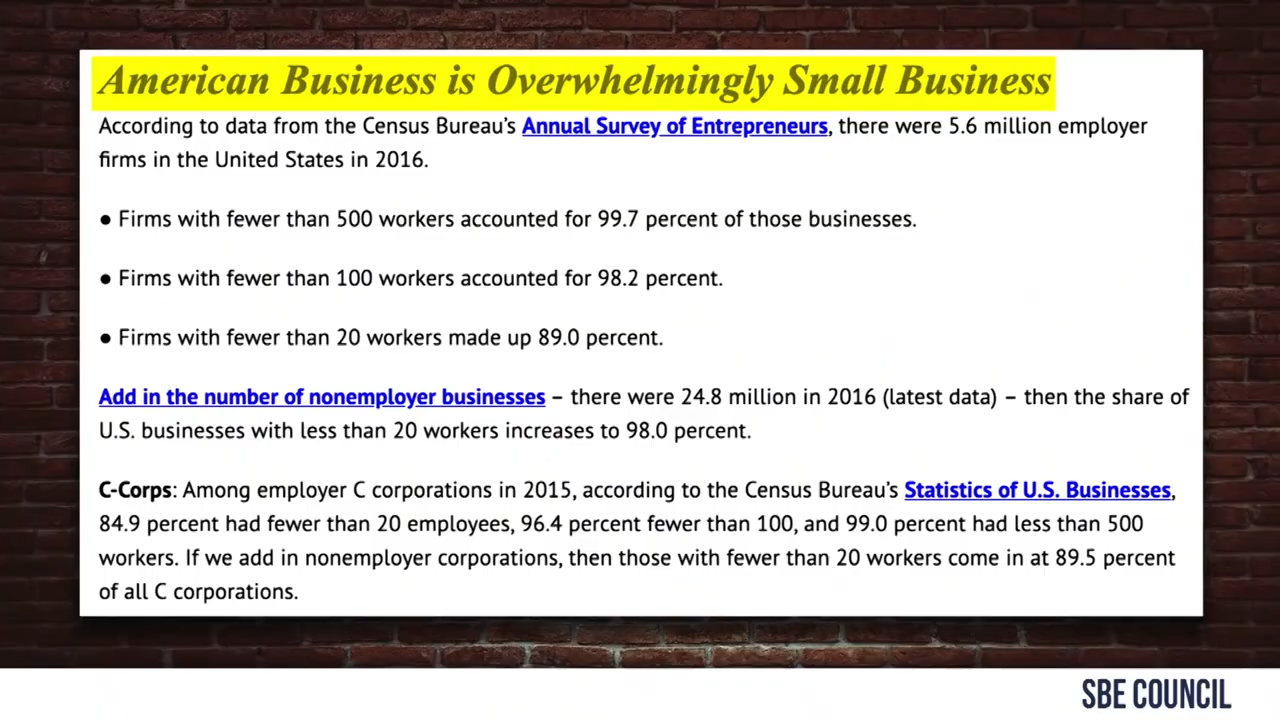 American Business is Overwhelmingly Small Business
According to data from the Census Bureau’s Annual Survey of Entrepreneurs, there were 5.6 million employer
firms in the United States in 2016.
● Firms with fewer than 500 workers accounted for 99.7 percent of those businesses.
● Firms with fewer than 100 workers accounted for 98.2 percent.
● Firms with fewer than 20 workers made up 89.0 percent.
Add in the number of nonemployer businesses – there were 24.8 million in 2016 (latest data) – then the share of
U.S. businesses with less than 20 workers increases to 98.0 percent.
C-Corps: Among employer C corporations in 2015, according to the Census Bureau’s Statistics of U.S. Businesses,
84.9 percent had fewer than 20 employees, 96.4 percent fewer than 100, and 99.0 percent had less than 500
workers. If we add in nonemployer corporations, then those with fewer than 20 workers come in at 89.5 percent
of all C corporations.
SBE COUNCIL